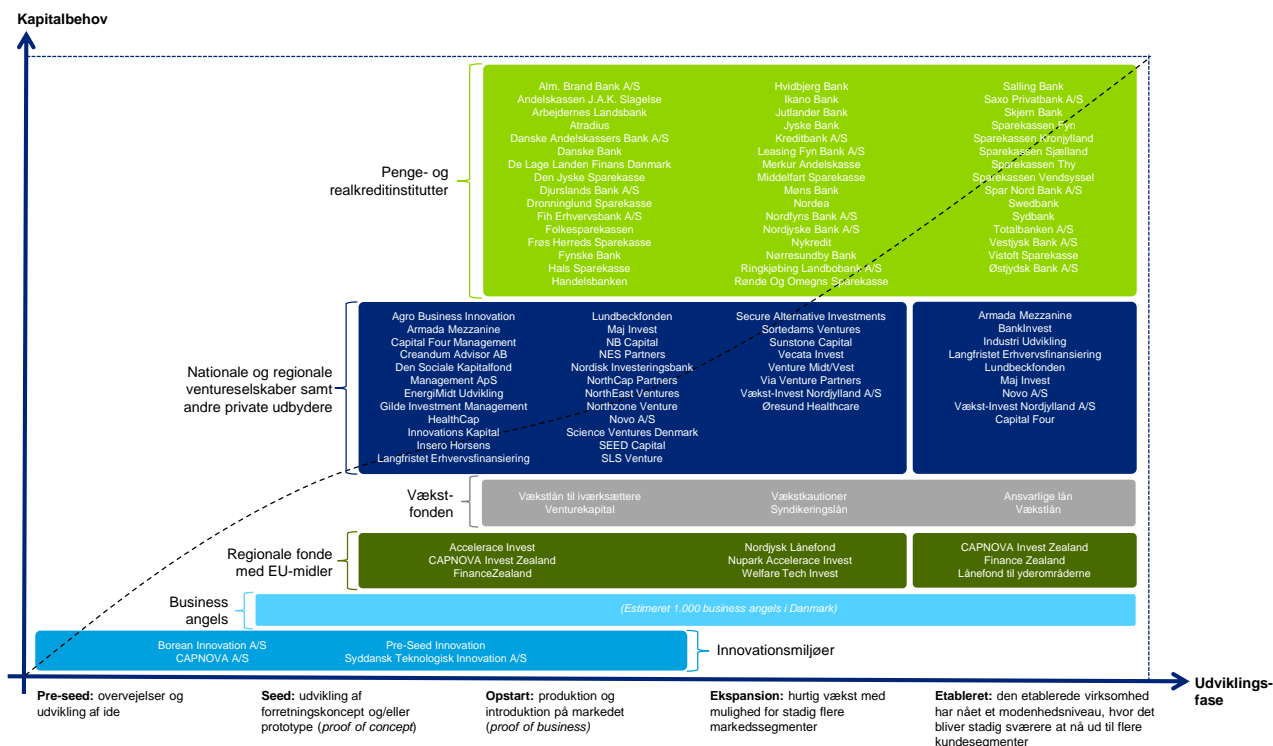 Kapitalbehov
Penge- og
realkreditinstitutter
Alm. Brand Bank A/S
Andelskassen J.A.K. Slagelse
Arbejdernes Landsbank
Atradius
Danske Andelskassers Bank A/S
Danske Bank
De Lage Landen Finans Danmark
Den Jyske Sparekasse
Djurslands Bank A/S
Dronninglund Sparekasse
Fih Erhvervsbank A/S
Folkesparekassen
Frøs Herreds Sparekasse
Fynske Bank
Hals Sparekasse
Handelsbanken
Hvidbjerg Bank
Ikano Bank
Jutlander Bank
Jyske Bank
Kreditbank A/S
Leasing Fyn Bank A/S
Merkur Andelskasse
Middelfart Sparekasse
Møns Bank
Nordea
Nordfyns Bank A/S
Nordjyske Bank A/S
Nykredit
Nørresundby Bank
Ringkjøbing Landbobank A/S
Rønde Og Omegns Sparekasse
Salling Bank
Saxo Privatbank A/S
Skjern Bank
Sparekassen Fyn
Sparekassen Kronjylland
Sparekassen Sjælland
Sparekassen Thy
Sparekassen Vendsyssel
Spar Nord Bank A/S
Swedbank
Sydbank
Totalbanken A/S
Vestjysk Bank A/S
Vistoft Sparekasse
Østjydsk Bank A/S
Nationale og regionale
ventureselskaber samt
andre private udbydere
Agro Business Innovation
Armada Mezzanine
Capital Four Management
Creandum Advisor AB
Den Sociale Kapitalfond
Management ApS
EnergiMidt Udvikling
Gilde Investment Management
HealthCap
Innovations Kapital
Insero Horsens
Langfristet Erhvervsfinansiering
Lundbeckfonden
Maj Invest
NB Capital
NES Partners
Nordisk Investeringsbank
NorthCap Partners
NorthEast Ventures
Northzone Venture
Novo A/S
Science Ventures Denmark
SEED Capital
SLS Venture
Secure Alternative Investments
Sortedams Ventures
Sunstone Capital
Vecata Invest
Venture Midt/Vest
Via Venture Partners
Vækst-Invest Nordjylland A/S
Øresund Healthcare
Armada Mezzanine
BankInvest
Industri Udvikling
Langfristet Erhvervsfinansiering
Lundbeckfonden
Maj Invest
Novo A/S
Vækst-Invest Nordjylland A/S
Capital Four
Vækst-
fonden
Vækstlån til iværksættere
Venturekapital
Vækstkautioner
Syndikeringslån
Ansvarlige lån
Vækstlån
Regionale fonde
med EU-midler
Accelerace Invest
CAPNOVA Invest Zealand
FinanceZealand
Nordjysk Lånefond
Nupark Accelerace Invest
Welfare Tech Invest
CAPNOVA Invest Zealand
Finance Zealand
Lånefond til yderområderne
Business
angels
(Estimeret 1.000 business angels i Danmark)
Borean Innovation A/S
CAPNOVA A/S
Pre-Seed Innovation
Syddansk Teknologisk Innovation A/S
Innovationsmiljøer
Pre-seed: overvejelser og
udvikling af ide
Seed: udvikling af
forretningskoncept og/eller
prototype (proof of concept)
Opstart: produktion og
introduktion på markedet
(proof of business)
Ekspansion: hurtig vækst med
mulighed for stadig flere
markedssegmenter
Etableret: den etablerede virksomhed
har nået et modenhedsniveau, hvor det
bliver stadig sværere at nå ud til flere
kundesegmenter
Udviklings-
fase